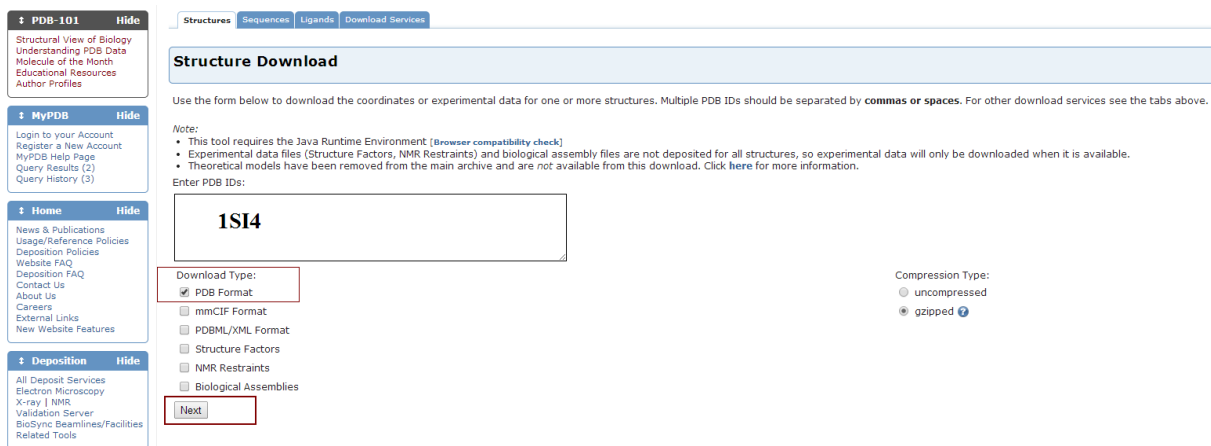 PDB-101 Hide
Structural View of Biology
Understanding PDB Data
Molecule of the Month
Educational Resources
Author Profiles
MyPDB Hide
Login to your Account
Register a New Account
MyPDB Help Page
Query Results (2)
Query History (3)
Home Hide
News & Publications
Usage/Reference Policies
Deposition Policies
Website FAQ
Deposition FAQ
Contact Us
About Us
Careers
External Links
New Website Features
Deposition Hide
All Deposit Services
Electron Microscopy
X-ray | NMR
Validation Server
BioSync Beamlines/Facilities
Related Tools
Structures Sequences Ligands Download Services
Structure Download
Use the form below to download the coordinates or experimental data for one or more structures. Multiple PDB IDs should be separated by commas or spaces. For other download services see the tabs above.
Note:
• This tool requires the Java Runtime Environment [Browser compatibility check]
• Experimental data files (Structure Factors, NMR Restraints) and biological assembly files are not deposited for all structures, so experimental data will only be downloaded when it is available.
• Theoretical models have been removed from the main archive and are not available from this download. Click here for more information.
Enter PDB IDs:
1SI4
Download Type:
PDB Format
mmCIF Format
PDBML/XML Format
Structure Factors
NMR Restraints
Biological Assemblies
Next
Compression Type:
uncompressed
gzipped ?